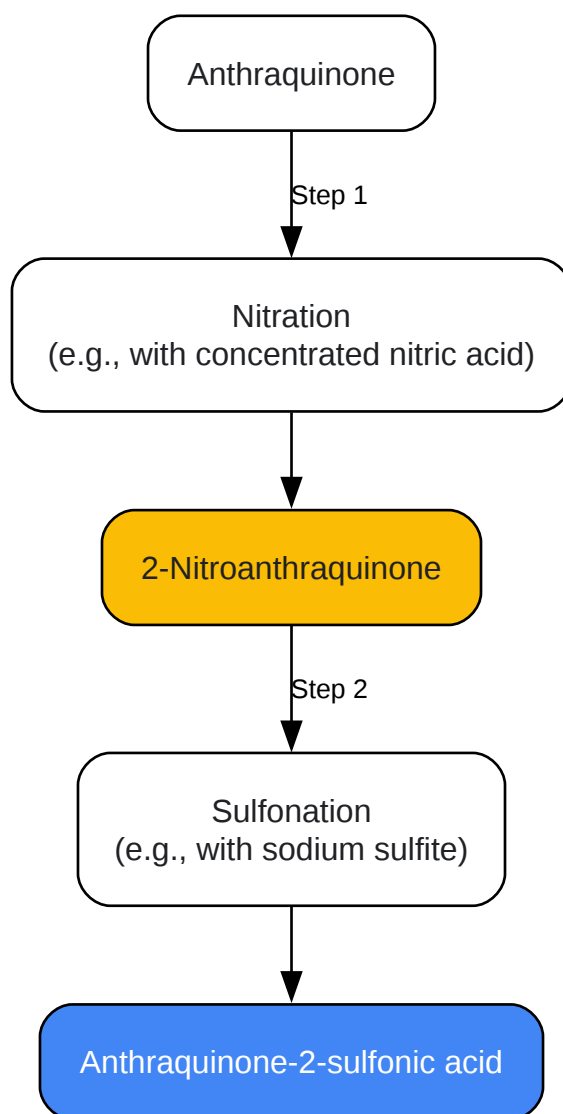 Anthraquinone
Step 1
Nitration
(e.g., with concentrated nitric acid)
2-Nitroanthraquinone
Step 2
Sulfonation
(e.g., with sodium sulfite)
Anthraquinone-2-sulfonic acid